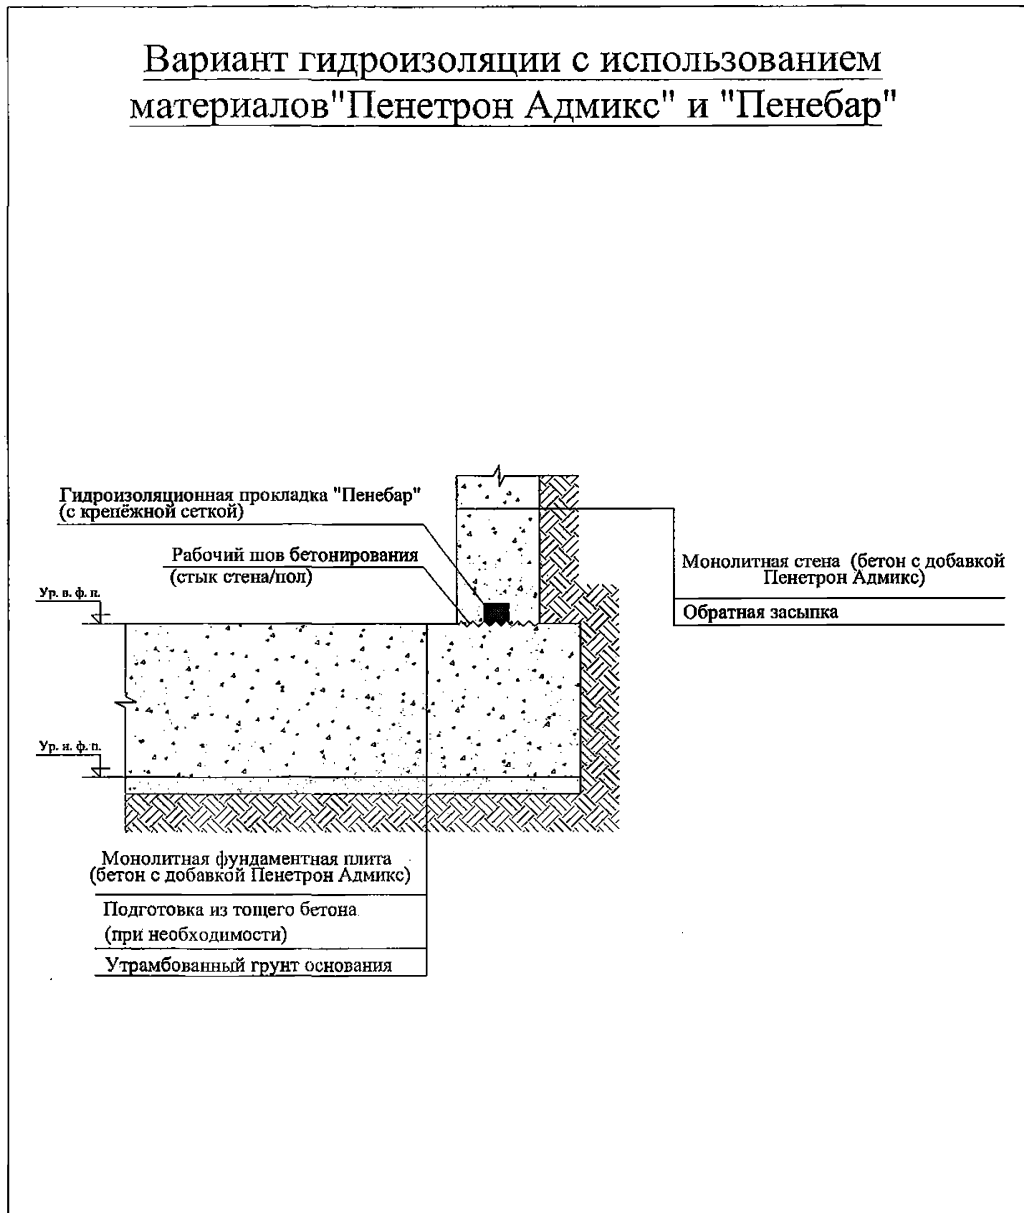 Вариант гидроизоляции с использованием
материалов"Пенетрон Адмикс" и "Пенебар"
Гидроизоляционная прокладка "Пенебар"
(с крепёжной сеткой)
Рабочий шов бетонирования
(стык стена/пол)
Ур. в. ф. п.
Монолитная стена (бетон с добавкой
Пенетрон Адмикс)
Обратная засыпка
Ур. н. ф. п.
Монолитная фундаментная плита
(бетон с добавкой Пенетрон Адмикс)
Подготовка из тощего бетона
(при необходимости)
Утрамбованный грунт основания